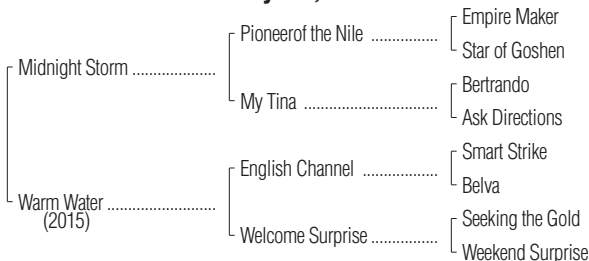 Midnight Storm ....................
Warm Water ..........................
(2015)
Pioneerof the Nile ................
My Tina ................................
English Channel ..................
Welcome Surprise ................
Empire Maker
Star of Goshen
Bertrando
Ask Directions
Smart Strike
Belva
Seeking the Gold
Weekend Surprise